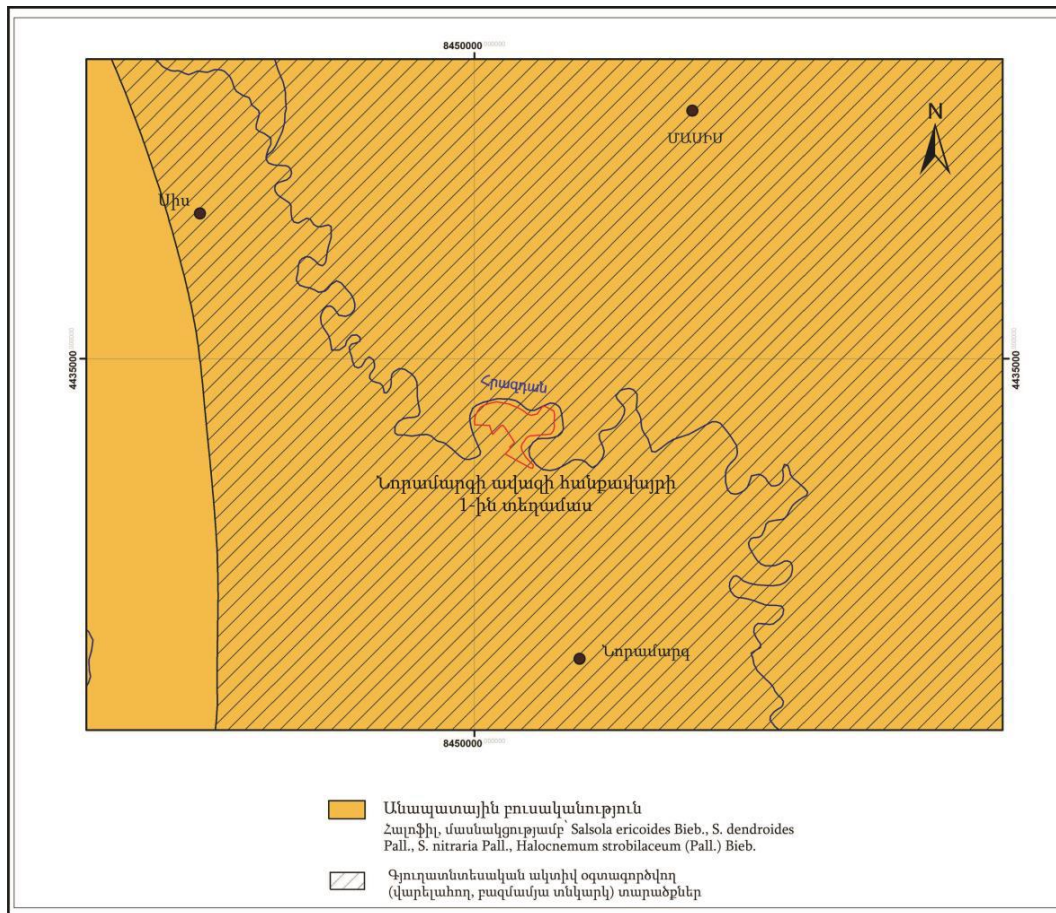 8450000
N
ՄԱՍԻՍ
Սիս
4435000
4435000
Հրազդան
Նորամարգի ավազի հանքավայրի
1-ին տեղամաս
Նորամարգ
8450000
Անապատային բուսականություն
Հալոֆիլ, մասնակցությամբ՝ Salsola ericoides Bieb., S. dendroides
Pall., S. nitraria Pall., Halocnemum strobilaceum (Pall.) Bieb.
Գյուղատնտեսական ակտիվ օգտագործվող
(վարելահող, բազմամյա տնկարկ) տարածքներ